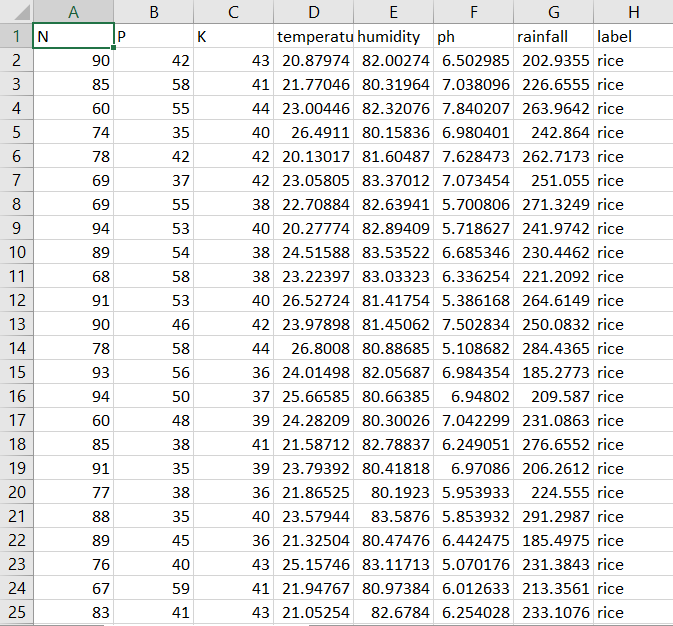 A B C D E F G H
1 N P K temperatu humidity ph rainfall label
2 90 42 43 20.87974 82.00274 6.502985 202.9355 rice
3 85 58 41 21.77046 80.31964 7.038096 226.6555 rice
4 60 55 44 23.00446 82.32076 7.840207 263.9642 rice
5 74 35 40 26.4911 80.15836 6.980401 242.864 rice
6 78 42 42 20.13017 81.60487 7.628473 262.7173 rice
7 69 37 42 23.05805 83.37012 7.073454 251.055 rice
8 69 55 38 22.70884 82.63941 5.700806 271.3249 rice
9 94 53 40 20.27774 82.89409 5.718627 241.9742 rice
10 89 54 38 24.51588 83.53522 6.685346 230.4462 rice
11 68 58 38 23.22397 83.03323 6.336254 221.2092 rice
12 91 53 40 26.52724 81.41754 5.386168 264.6149 rice
13 90 46 42 23.97898 81.45062 7.502834 250.0832 rice
14 78 58 44 26.8008 80.88685 5.108682 284.4365 rice
15 93 56 36 24.01498 82.05687 6.984354 185.2773 rice
16 94 50 37 25.66585 80.66385 6.94802 209.587 rice
17 60 48 39 24.28209 80.30026 7.042299 231.0863 rice
18 85 38 41 21.58712 82.78837 6.249051 276.6552 rice
19 91 35 39 23.79392 80.41818 6.97086 206.2612 rice
20 77 38 36 21.86525 80.1923 5.953933 224.555 rice
21 88 35 40 23.57944 83.5876 5.853932 291.2987 rice
22 89 45 36 21.32504 80.47476 6.442475 185.4975 rice
23 76 40 43 25.15746 83.11713 5.070176 231.3843 rice
24 67 59 41 21.94767 80.97384 6.012633 213.3561 rice
25 83 41 43 21.05254 82.6784 6.254028 233.1076 rice